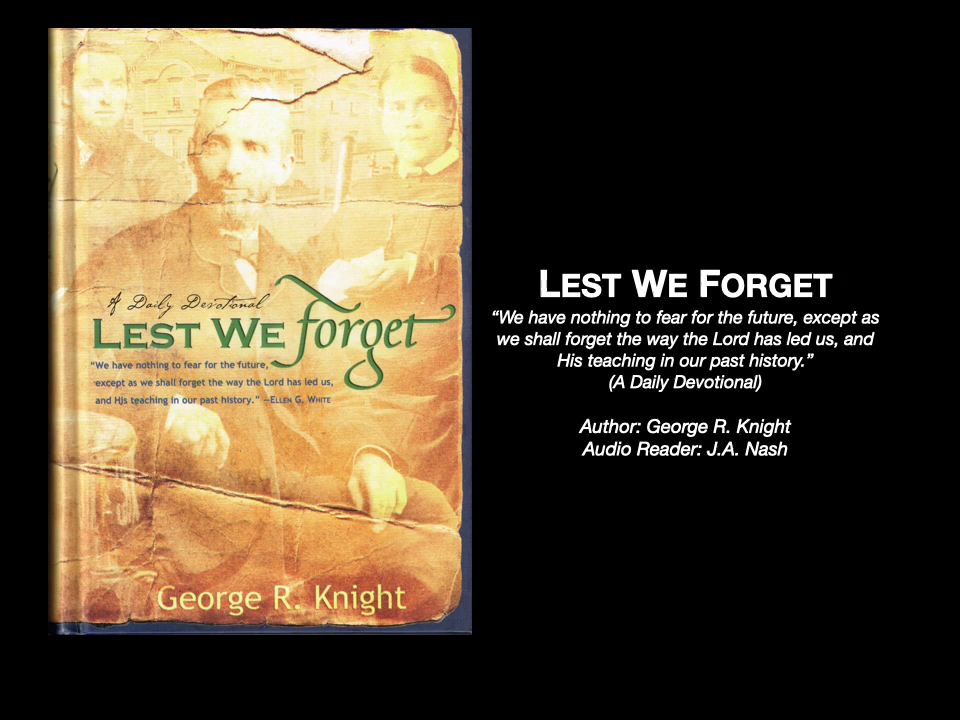 A Daily Devotional
LEST WE forget
“We have nothing to fear for the future,
except as we shall forget the way the Lord has led us,
and His teaching in our past history.” —ELLEN G. WHITE
George R. Knight
LEST WE FORGET
“We have nothing to fear for the future, except as
we shall forget the way the Lord has led us, and
His teaching in our past history.”
(A Daily Devotional)
Author: George R. Knight
Audio Reader: J.A. Nash